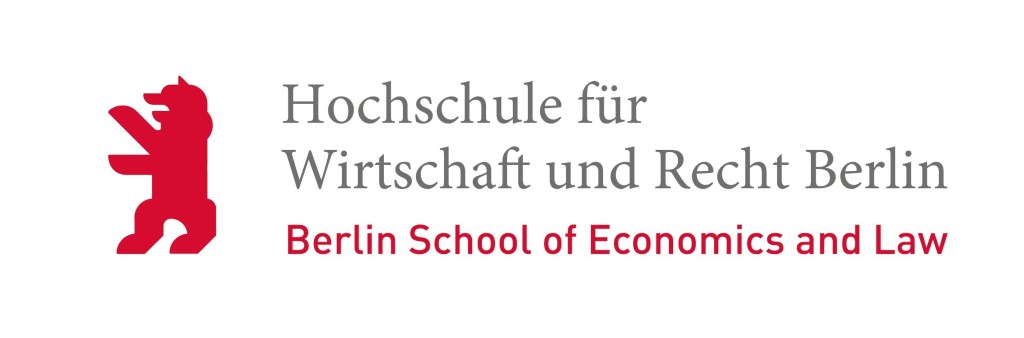 Hochschule für
Wirtschaft und Recht Berlin
Berlin School of Economics and Law